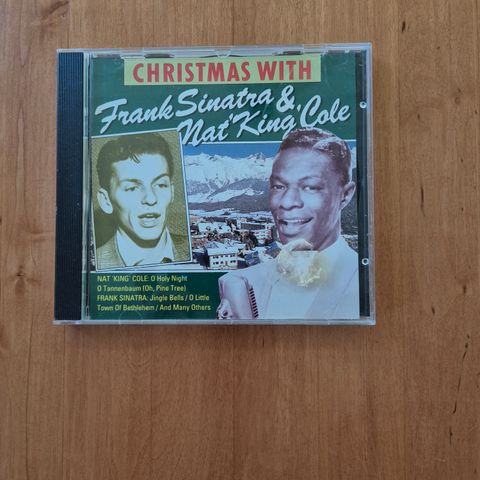 CHRISTMAS WITH
Frank Sinatra &
Nat 'King' Cole
NAT 'KING' COLE: O Holy Night
O Tannenbaum (Oh, Pine Tree)
FRANK SINATRA: Jingle Bells / O Little
Town Of Bethlehem / And Many Others